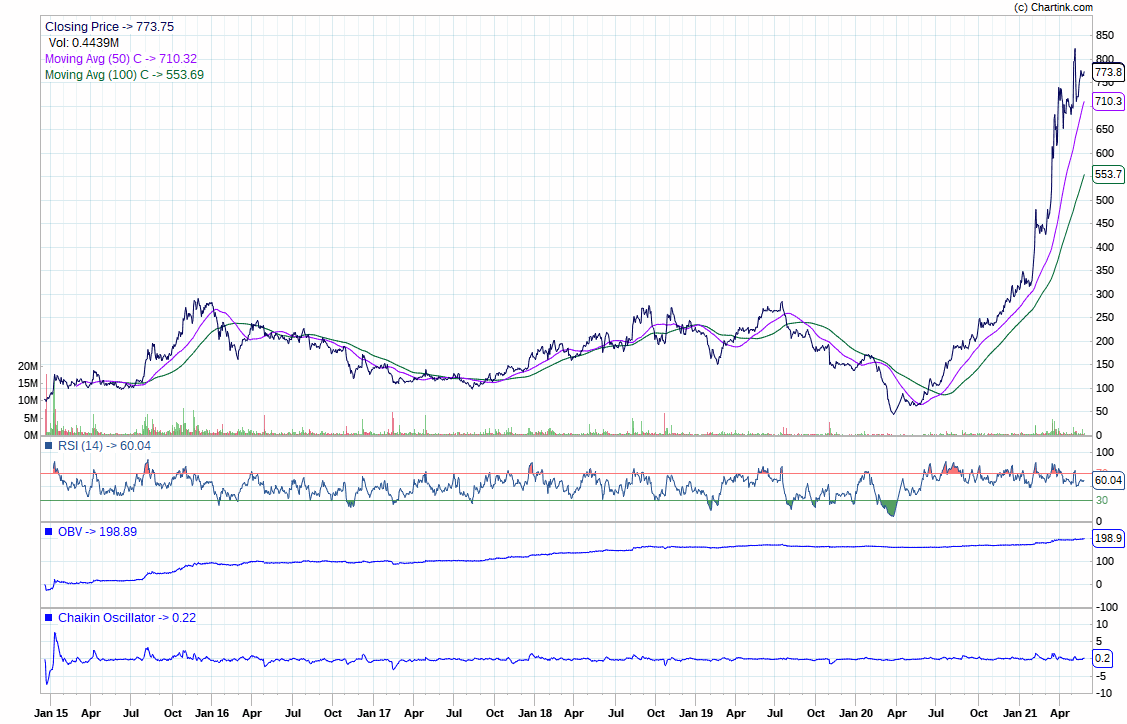 (c) Chartink.com
Closing Price -> 773.75
Vol: 0.4439M
Moving Avg (50) C -> 710.32
Moving Avg (100) C -> 553.69
850
800
773.8
750
710.3
650
600
553.7
500
450
400
350
300
250
200
150
100
50
0
20M
15M
10M
5M
0M
RSI (14) -> 60.04
100
70
60.04
30
0
OBV -> 198.89
198.9
100
0
-100
Chaikin Oscillator -> 0.22
10
5
0.2
-5
-10
Jan 15 Apr Jul Oct Jan 16 Apr Jul Oct Jan 17 Apr Jul Oct Jan 18 Apr Jul Oct Jan 19 Apr Jul Oct Jan 20 Apr Jul Oct Jan 21 Apr